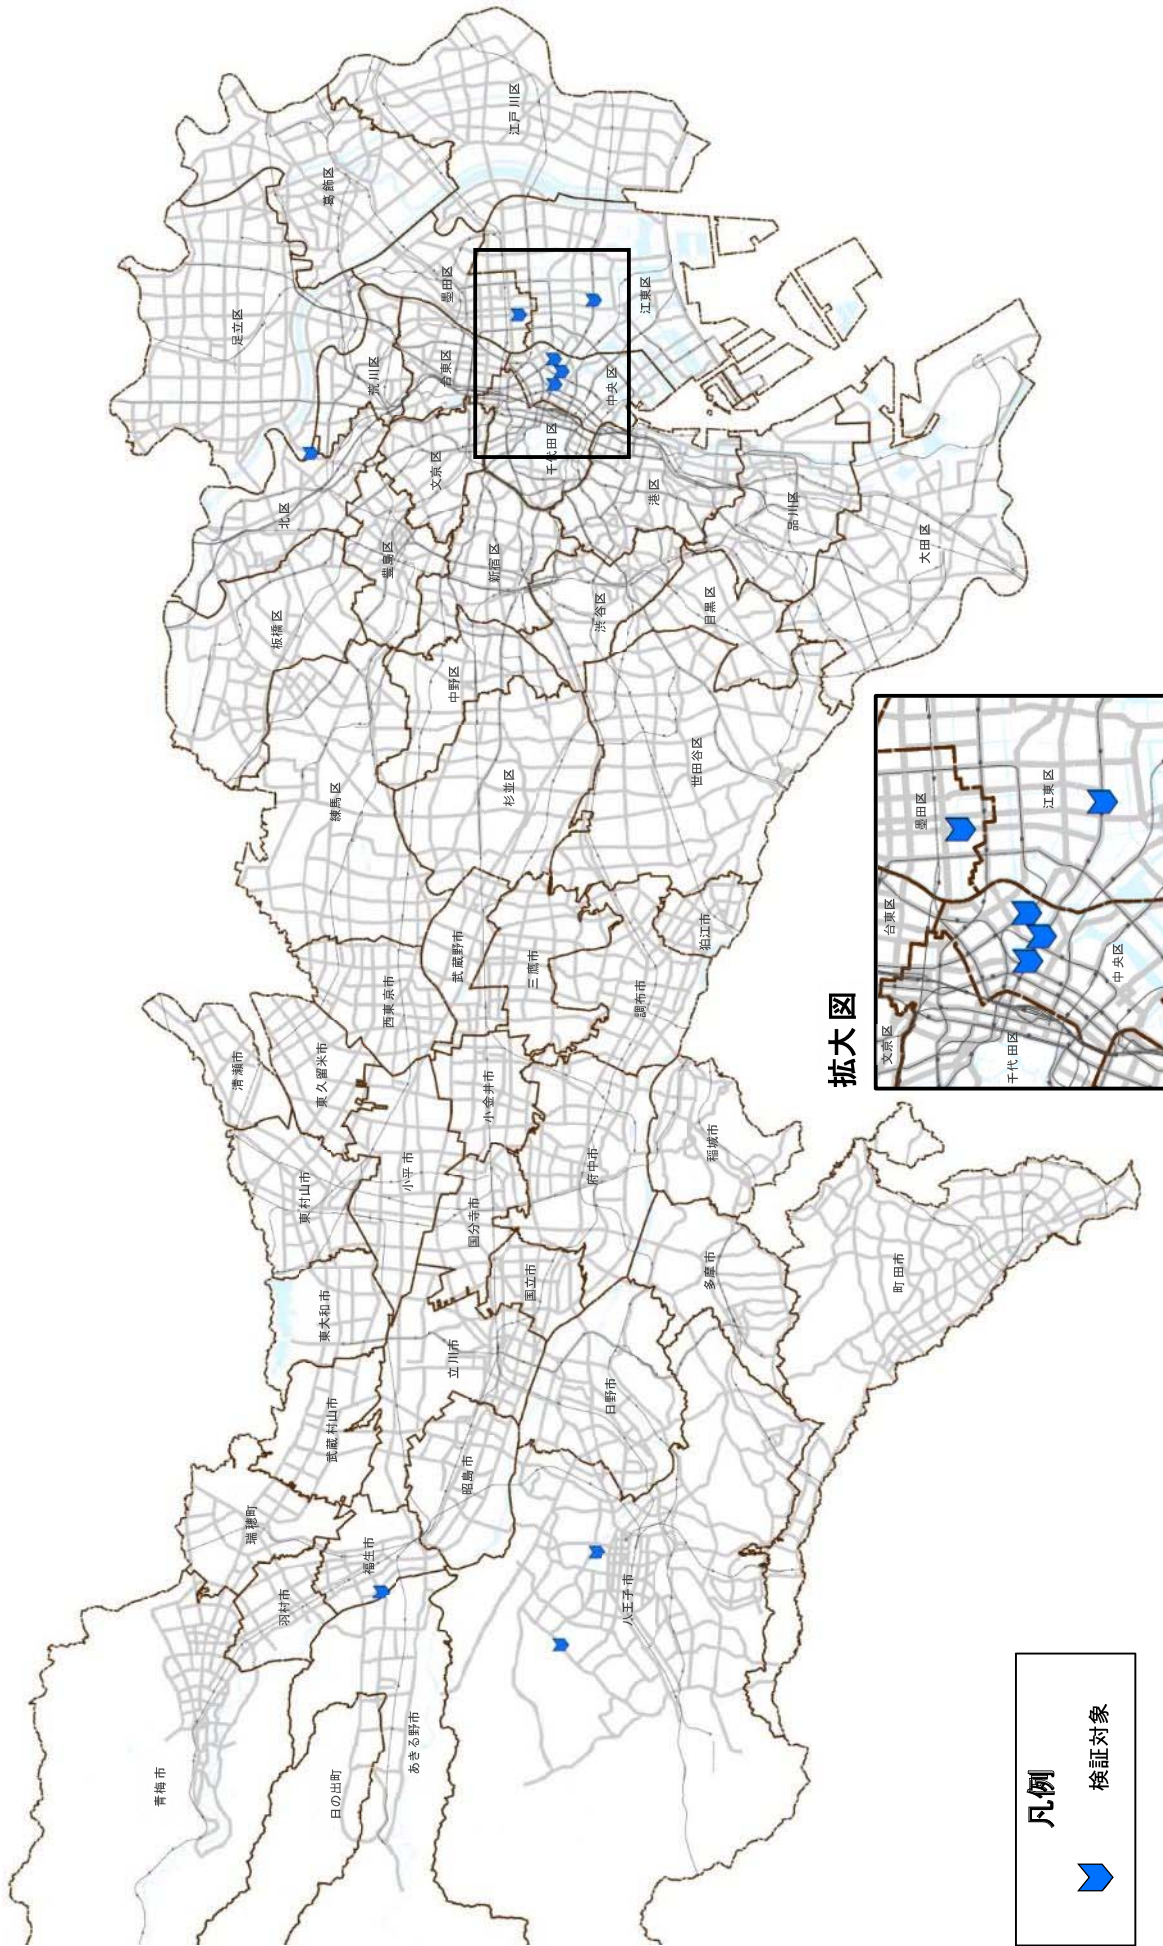 青梅市
日の出町
あきる野市
羽村市
瑞穂町
福生市
武蔵村山市
昭島市
八王子市
日野市
立川市
東大和市
東村山市
小平市
国分寺市
国立市
府中市
多摩市
稲城市
町田市
清瀬市
東久留米市
小金井市
西東京市
武蔵野市
三鷹市
調布市
狛江市
練馬区
杉並区
世田谷区
中野区
板橋区
豊島区
新宿区
渋谷区
目黒区
北区
文京区
千代田区
港区
品川区
大田区
足立区
荒川区
台東区
中央区
墨田区
江東区
葛飾区
江戸川区
拡大図
文京区
台東区
墨田区
千代田区
江東区
中央区
凡例
検証対象